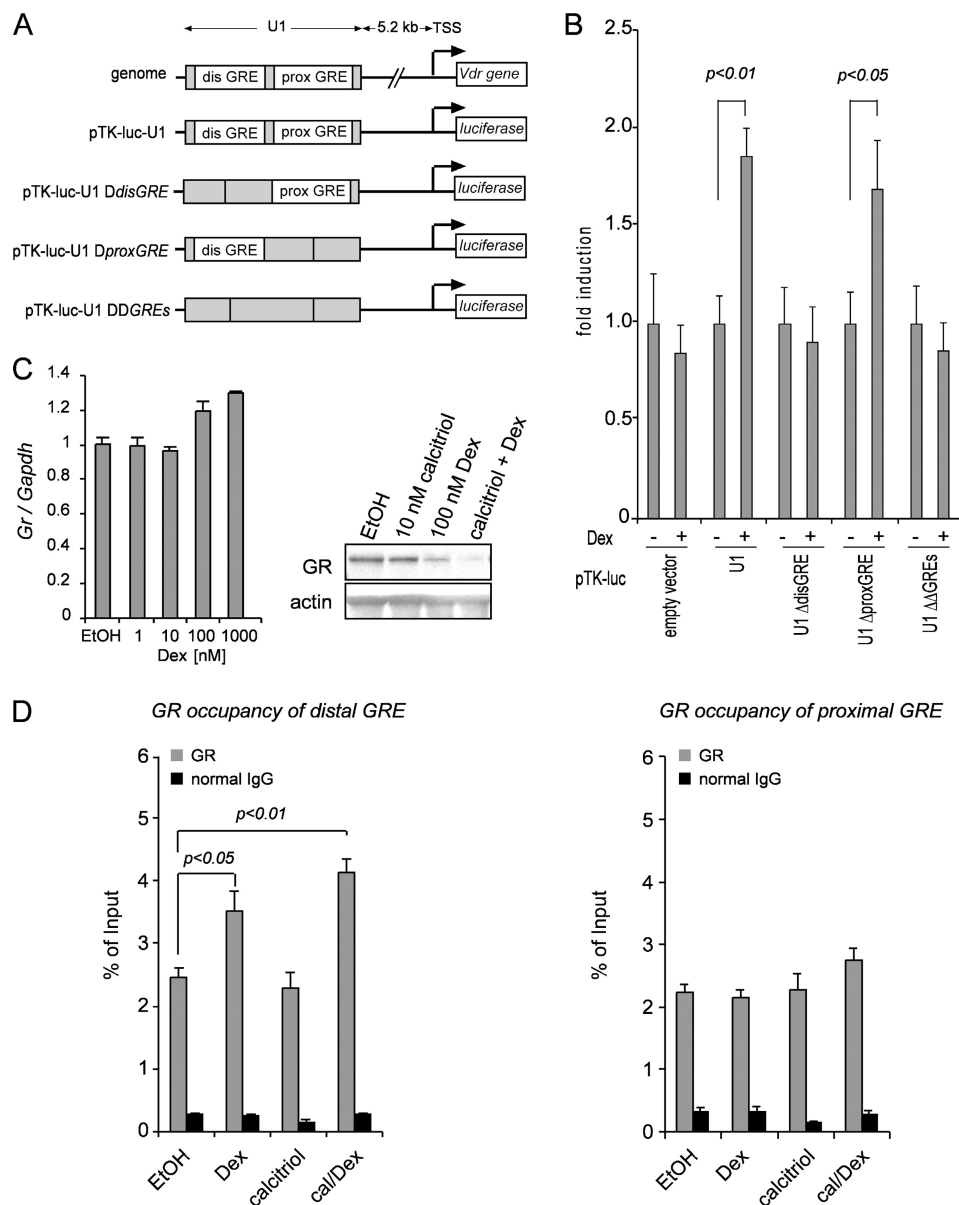 A
U1
5.2 kb
TSS
genome
dis GRE
prox GRE
Vdr gene
pTK-luc-U1
dis GRE
prox GRE
luciferase
pTK-luc-U1 DdisGRE
prox GRE
luciferase
pTK-luc-U1 DproxGRE
dis GRE
luciferase
pTK-luc-U1 DDGREs
luciferase
B
fold induction
2.5
2.0
1.5
1.0
0.5
0
p<0.01
p<0.05
Dex - + - + - + - + - +
pTK-luc
empty vector
U1
U1 ΔdisGRE
U1 ΔproxGRE
U1 ΔΔGREs
C
Gr / Gapdh
1.4
1.2
1
0.8
0.6
0.4
0.2
0
EtOH 1 10 100 1000
Dex [nM]
EtOH
10 nM calcitriol
100 nM Dex
calcitriol + Dex
GR
actin
D
GR occupancy of distal GRE
GR
normal IgG
% of Input
6
5
4
3
2
1
0
p<0.01
p<0.05
EtOH
Dex
calcitriol
cal/Dex
GR occupancy of proximal GRE
GR
normal IgG
% of Input
6
5
4
3
2
1
0
EtOH
Dex
calcitriol
cal/Dex